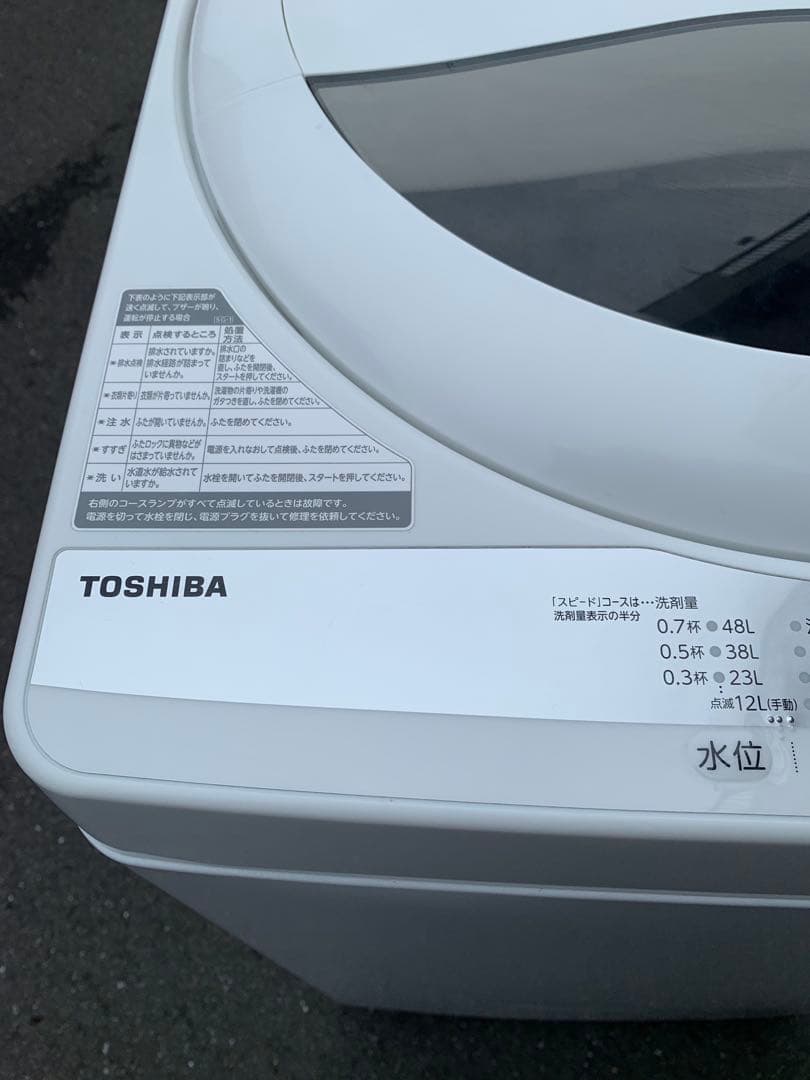 下表のように下記表示部が
速く点滅して、ブザーが鳴り、
運転が停止する場合
表示 点検するところ 処置方法
※排水点検 排水されていますか。排水経路が詰まっていませんか。 排水口の詰まりなどを直し、ふたを開閉後、スタートを押してください。
※衣類片寄り 衣類が片寄っていませんか。 洗濯物の片寄りや洗濯機のガタつきを直し、ふたを閉めてください。
※注水 ふたが開いていませんか。 ふたを閉めてください。
※すすぎ ふたロックに異物などがはさまっていませんか。 電源を入れなおして点検後、ふたを閉めてください。
※洗い 水道水が給水されていますか。 水栓を開いてふたを開閉後、スタートを押してください。
右側のコースランプがすべて点滅しているときは故障です。
電源を切って水栓を閉じ、電源プラグを抜いて修理を依頼してください。
TOSHIBA
「スピード」コースは…洗剤量
洗剤量表示の半分
0.7杯 48L
0.5杯 38L
0.3杯 23L
点滅12L(手動)
水位